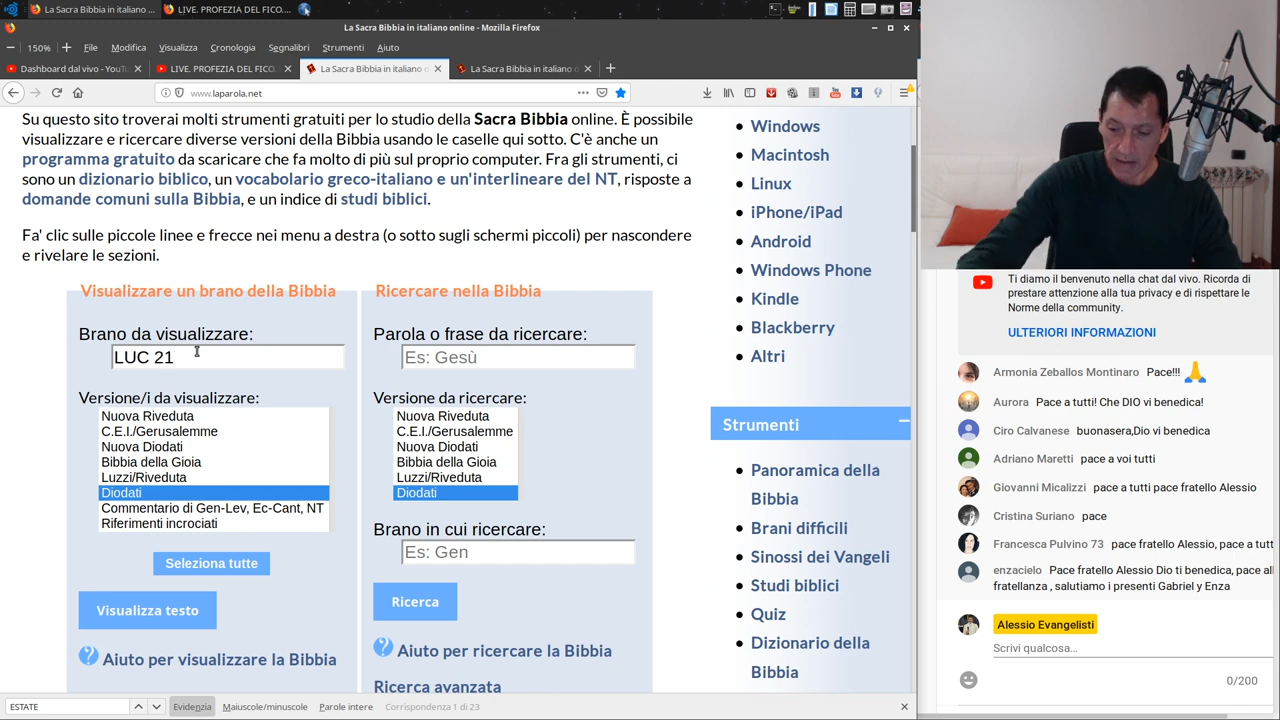 La Sacra Bibbia in italiano ...
LIVE. PROFEZIA DEL FICO....
La Sacra Bibbia in italiano online - Mozilla Firefox
150%
File
Modifica
Visualizza
Cronologia
Segnalibri
Strumenti
Aiuto
Dashboard dal vivo - YouTu
LIVE. PROFEZIA DEL FICO.
La Sacra Bibbia in italiano o
La Sacra Bibbia in italiano o
www.laparola.net
Su questo sito troverai molti strumenti gratuiti per lo studio della Sacra Bibbia online. È possibile
visualizzare e ricercare diverse versioni della Bibbia usando le caselle qui sotto. C'è anche un
programma gratuito da scaricare che fa molto di più sul proprio computer. Fra gli strumenti, ci
sono un dizionario biblico, un vocabolario greco-italiano e un'interlineare del NT, risposte a
domande comuni sulla Bibbia, e un indice di studi biblici.
Fa' clic sulle piccole linee e frecce nei menu a destra (o sotto sugli schermi piccoli) per nascondere
e rivelare le sezioni.
Visualizzare un brano della Bibbia
Brano da visualizzare:
LUC 21
Versione/i da visualizzare:
Nuova Riveduta
C.E.I./Gerusalemme
Nuova Diodati
Bibbia della Gioia
Luzzi/Riveduta
Diodati
Commentario di Gen-Lev, Ec-Cant, NT
Riferimenti incrociati
Seleziona tutte
Visualizza testo
Aiuto per visualizzare la Bibbia
Ricercare nella Bibbia
Parola o frase da ricercare:
Es: Gesù
Versione da ricercare:
Nuova Riveduta
C.E.I./Gerusalemme
Nuova Diodati
Bibbia della Gioia
Luzzi/Riveduta
Diodati
Brano in cui ricercare:
Es: Gen
Ricerca
Aiuto per ricercare la Bibbia
Ricerca avanzata
Windows
Macintosh
Linux
iPhone/iPad
Android
Windows Phone
Kindle
Blackberry
Altri
Strumenti
Panoramica della
Bibbia
Brani difficili
Sinossi dei Vangeli
Studi biblici
Quiz
Dizionario della
Bibbia
ESTATE
Evidenzia
Maiuscole/minuscole
Parole intere
Corrispondenza 1 di 23
Ti diamo il benvenuto nella chat dal vivo. Ricorda di
prestare attenzione alla tua privacy e di rispettare le
Norme della community.
ULTERIORI INFORMAZIONI
Armonia Zeballos Montinaro Pace!!! 🙏
Aurora Pace a tutti! Che DIO vi benedica!
Ciro Calvanese buonasera,Dio vi benedica
Adriano Maretti pace a voi tutti
Giovanni Micalizzi pace a tutti pace fratello Alessio
Cristina Suriano pace
Francesca Pulvino 73 pace fratello Alessio, pace a tutt
enzacielo Pace fratello Alessio Dio ti benedica, pace al
fratellanza , salutiamo i presenti Gabriel y Enza
Alessio Evangelisti
Scrivi qualcosa...
0/200